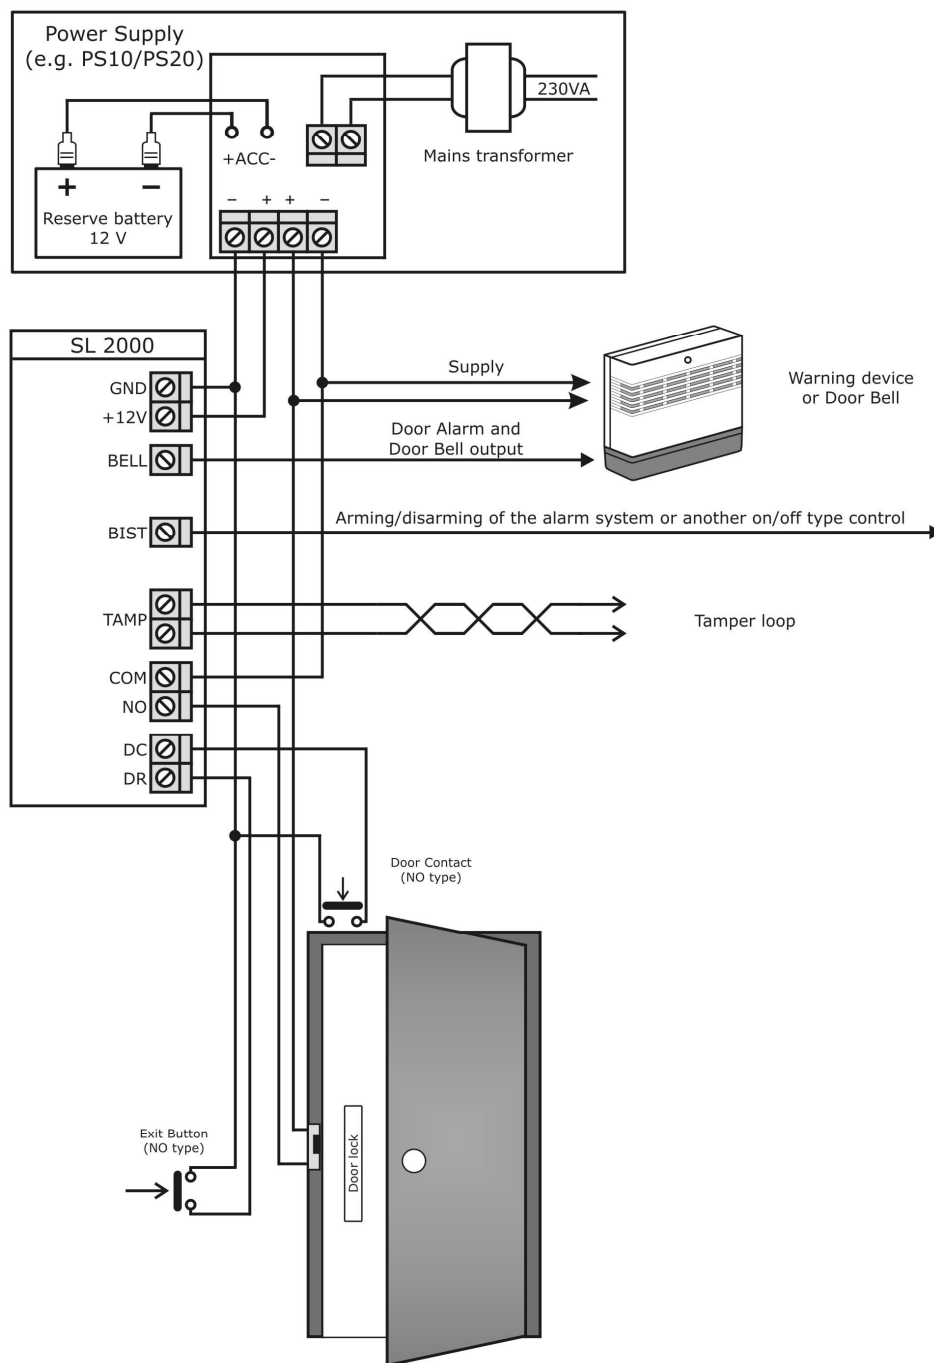 Power Supply
(e.g. PS10/PS20)
230VA
+ACC-
Mains transformer
+ −
Reserve battery
12 V
− + + −
SL 2000
GND
+12V
BELL
BIST
TAMP
COM
NO
DC
DR
Supply
Warning device
or Door Bell
Door Alarm and
Door Bell output
Arming/disarming of the alarm system or another on/off type control
Tamper loop
Door Contact
(NO type)
Exit Button
(NO type)
Door lock